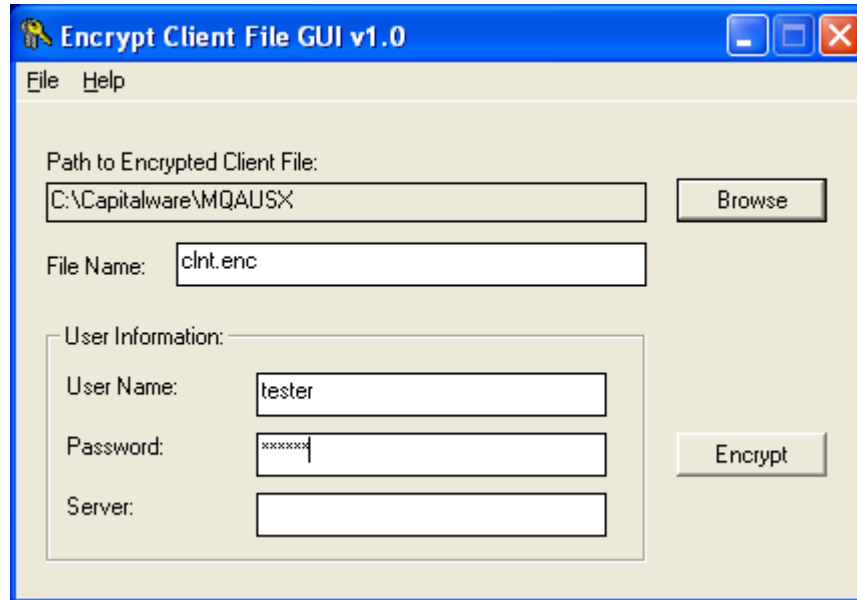 Encrypt Client File GUI v1.0
File Help
Path to Encrypted Client File:
C:\Capitalware\MQAUSX
Browse
File Name: clnt.enc
User Information:
User Name: tester
Password: ******
Encrypt
Server: